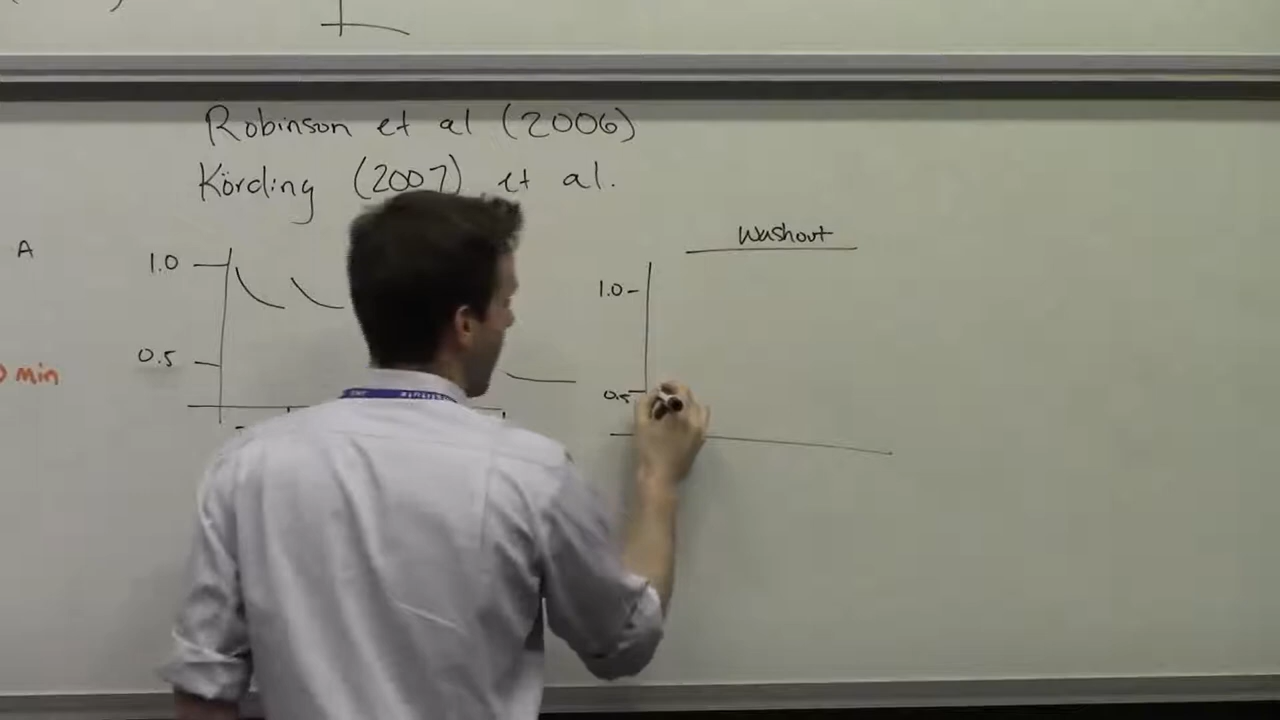 Robinson et al (2006)
Körding (2007) et al.
A
1.0
0.5
min
Washout
1.0
0.5